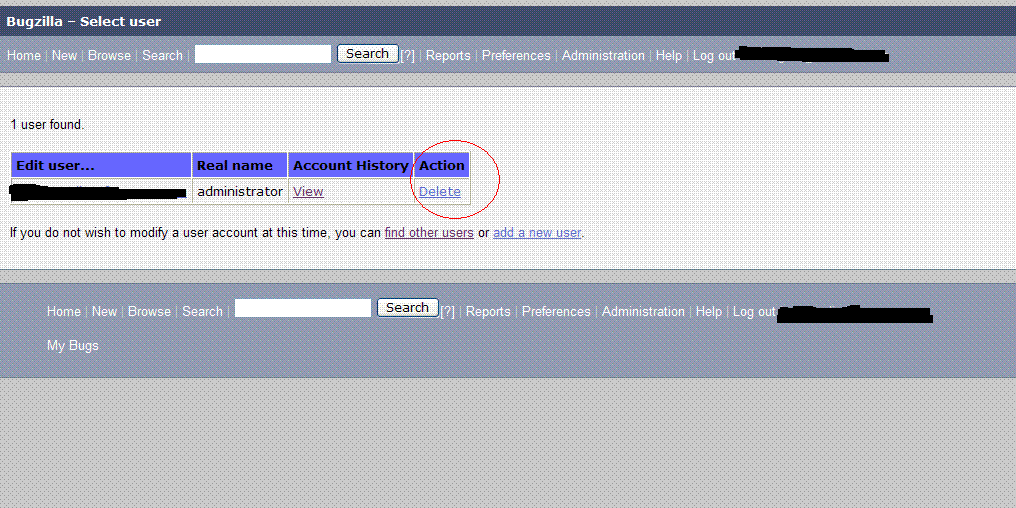 Bugzilla – Select user
Home | New | Browse | Search | Search [?] | Reports | Preferences | Administration | Help | Log out
1 user found.
Edit user... Real name Account History Action
administrator View Delete
If you do not wish to modify a user account at this time, you can find other users or add a new user.
Home | New | Browse | Search | Search [?] | Reports | Preferences | Administration | Help | Log out
My Bugs